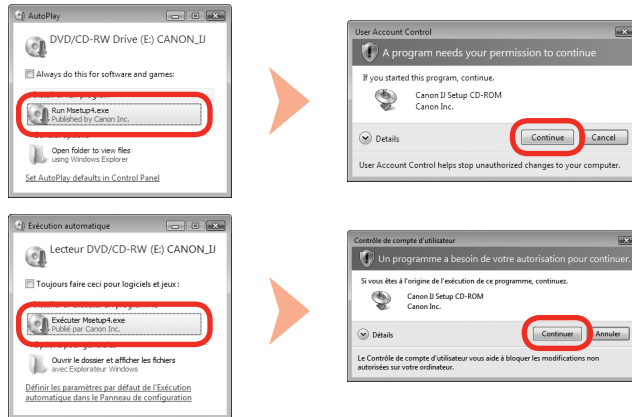 AutoPlay
DVD/CD-RW Drive (E:) CANON_IJ
Always do this for software and games:
Run Msetup4.exe
Published by Canon Inc.
Open folder to view files
using Windows Explorer
Set AutoPlay defaults in Control Panel
User Account Control
A program needs your permission to continue
If you started this program, continue.
Canon IJ Setup CD-ROM
Canon Inc.
Details
Continue
Cancel
User Account Control helps stop unauthorized changes to your computer.
Exécution automatique
Lecteur DVD/CD-RW (E:) CANON_IJ
Toujours faire ceci pour logiciels et jeux :
Exécuter Msetup4.exe
Publié par Canon Inc.
Ouvrir le dossier et afficher les fichiers
avec Explorateur Windows
Définir les paramètres par défaut de l'Exécution
automatique dans le Panneau de configuration
Contrôle de compte d'utilisateur
Un programme a besoin de votre autorisation pour continuer.
Si vous êtes à l'origine de l'exécution de ce programme, continuez.
Canon IJ Setup CD-ROM
Canon Inc.
Détails
Continuer
Annuler
Le Contrôle de compte d'utilisateur vous aide à bloquer les modifications non
autorisées sur votre ordinateur.